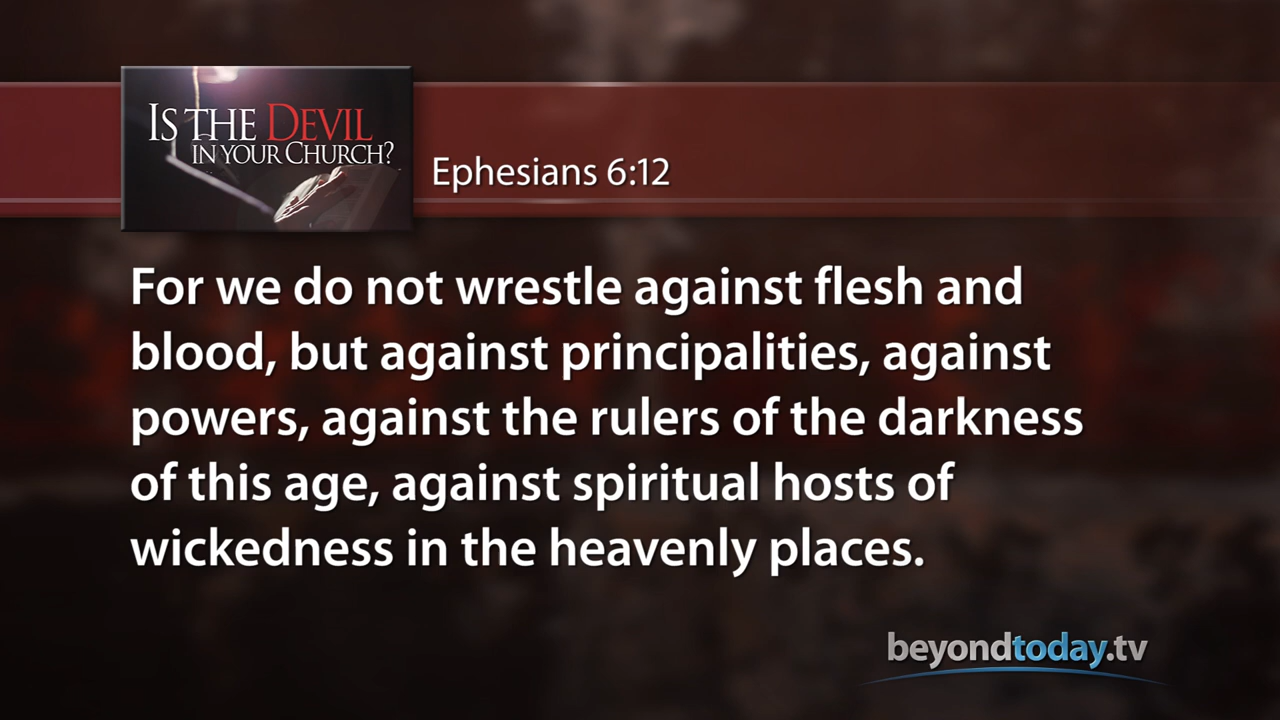 IS THE DEVIL
IN YOUR CHURCH?
Ephesians 6:12
For we do not wrestle against flesh and
blood, but against principalities, against
powers, against the rulers of the darkness
of this age, against spiritual hosts of
wickedness in the heavenly places.
beyondtoday.tv